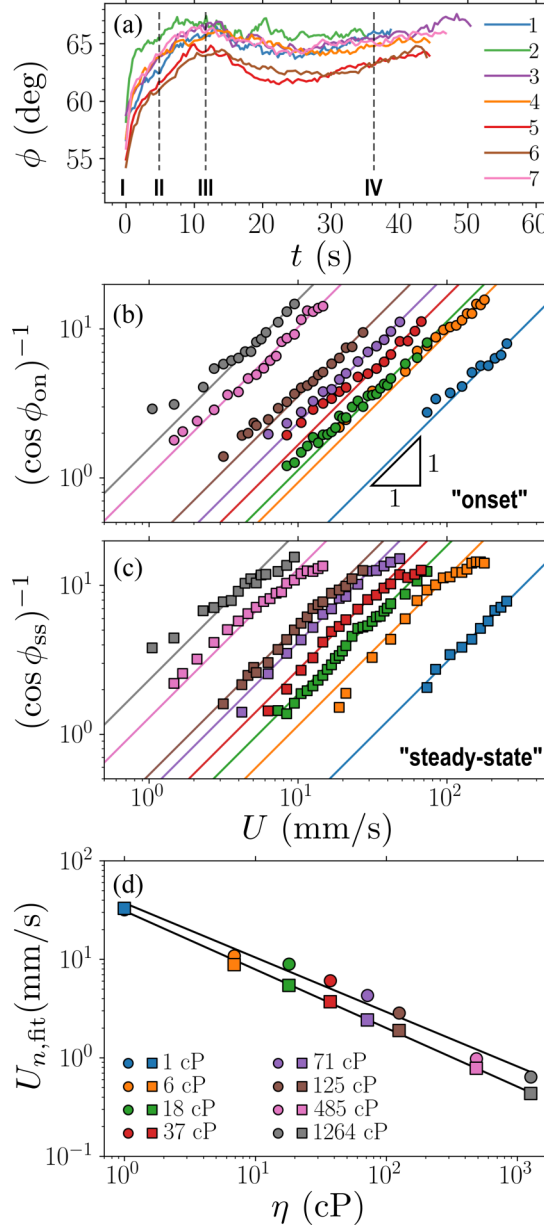 (a)
65
60
55
ϕ (deg)
1
2
3
4
5
6
7
I II III IV
0 10 20 30 40 50 60
t (s)
(b)
10^1
10^0
(cos ϕ_on)^−1
1
1
"onset"
(c)
10^1
10^0
(cos ϕ_ss)^−1
"steady-state"
10^0 10^1 10^2
U (mm/s)
(d)
10^2
10^1
10^0
10^−1
U_n,fit(mm/s)
1 cP 71 cP
6 cP 125 cP
18 cP 485 cP
37 cP 1264 cP
10^0 10^1 10^2 10^3
η (cP)